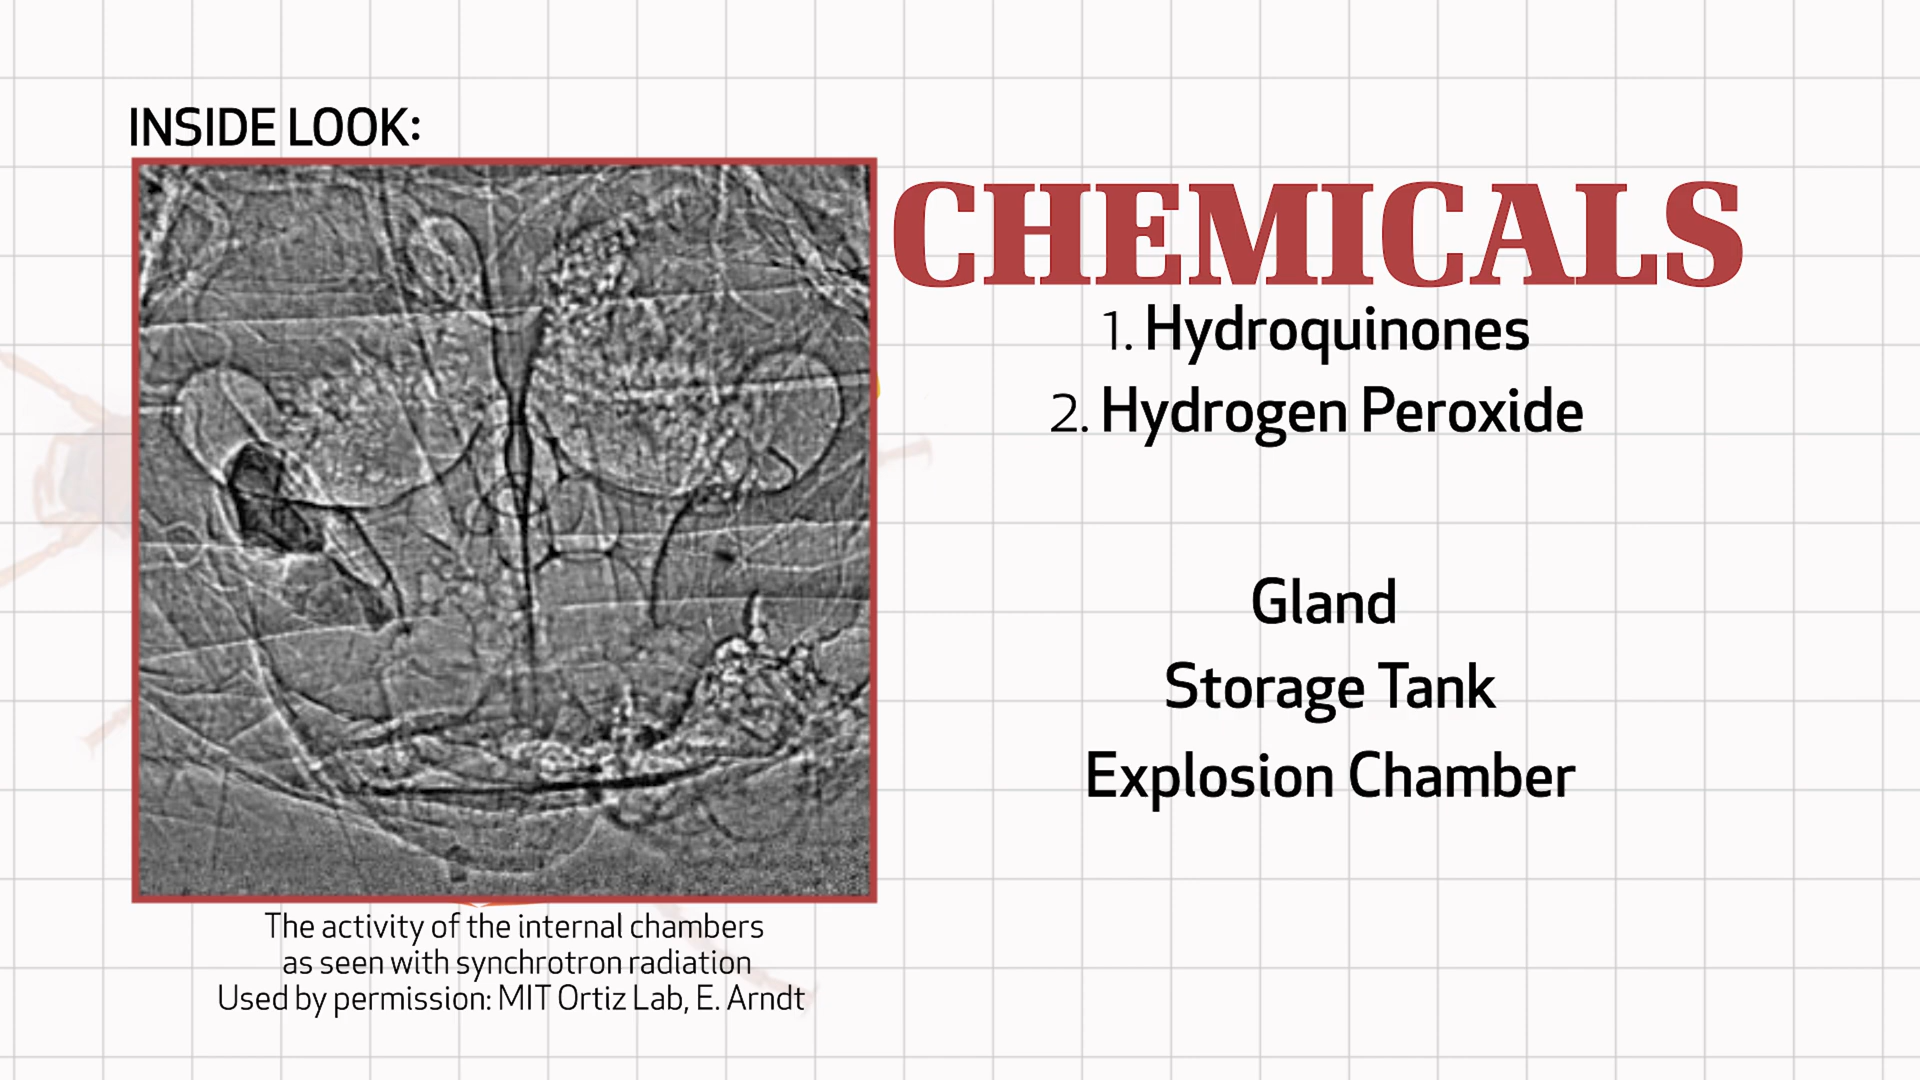 INSIDE LOOK:
CHEMICALS
1. Hydroquinones
2. Hydrogen Peroxide
Gland
Storage Tank
Explosion Chamber
The activity of the internal chambers
as seen with synchrotron radiation
Used by permission: MIT Ortiz Lab, E. Arndt